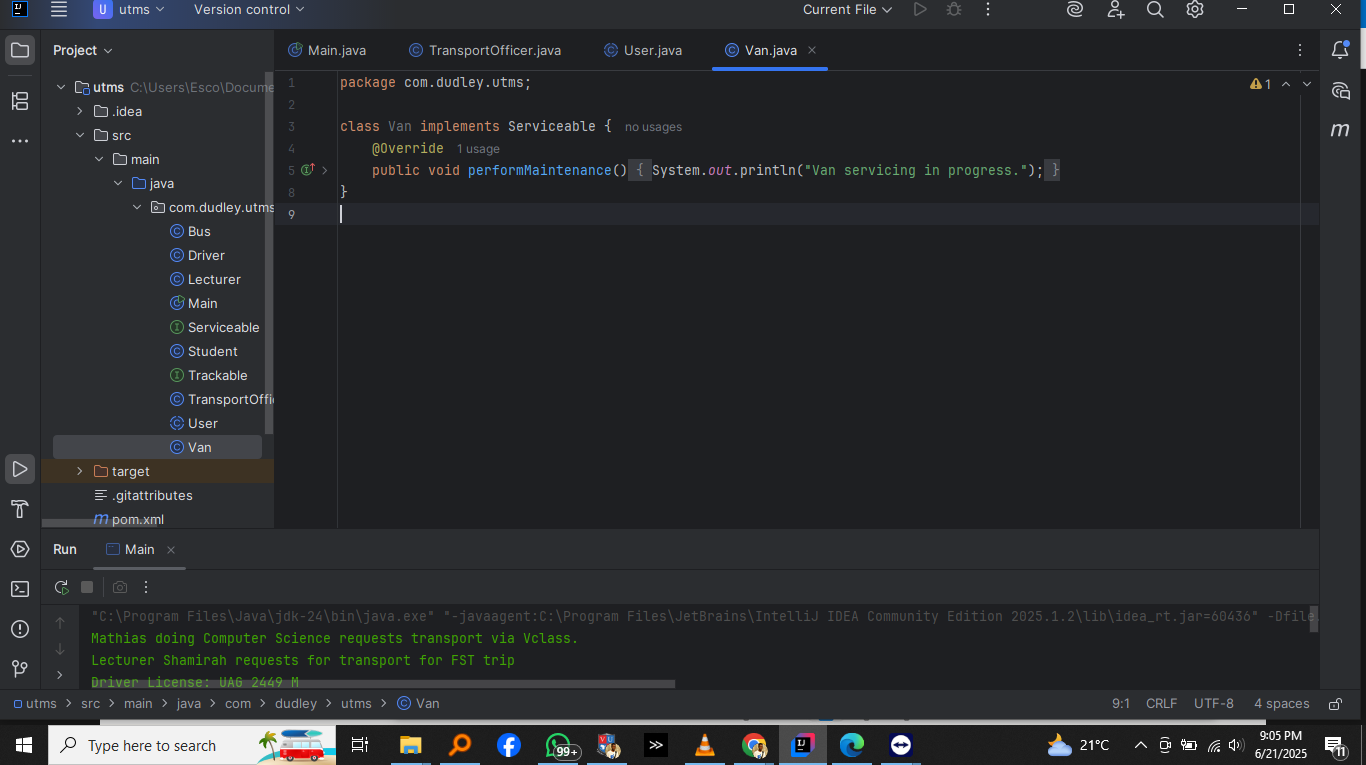 U utms Version control Current File
Project
Main.java TransportOfficer.java User.java Van.java
utms C:\Users\Esco\Docume
.idea
src
main
java
com.dudley.utms
Bus
Driver
Lecturer
Main
Serviceable
Student
Trackable
TransportOffi
User
Van
target
.gitattributes
m pom.xml
1 package com.dudley.utms;
1
2
3 class Van implements Serviceable { no usages
4 @Override 1 usage
5 public void performMaintenance() { System.out.println("Van servicing in progress."); }
8 }
9
m
Run Main
"C:\Program Files\Java\jdk-24\bin\java.exe" "-javaagent:C:\Program Files\JetBrains\IntelliJ IDEA Community Edition 2025.1.2\lib\idea_rt.jar=60436" -Dfile
Mathias doing Computer Science requests transport via Vclass.
Lecturer Shamirah requests for transport for FST trip
Driver License: UAG 2449 M
utms > src > main > java > com > dudley > utms > Van 9:1 CRLF UTF-8 4 spaces
Type here to search 99+ 21°C 9:05 PM
6/21/2025 11